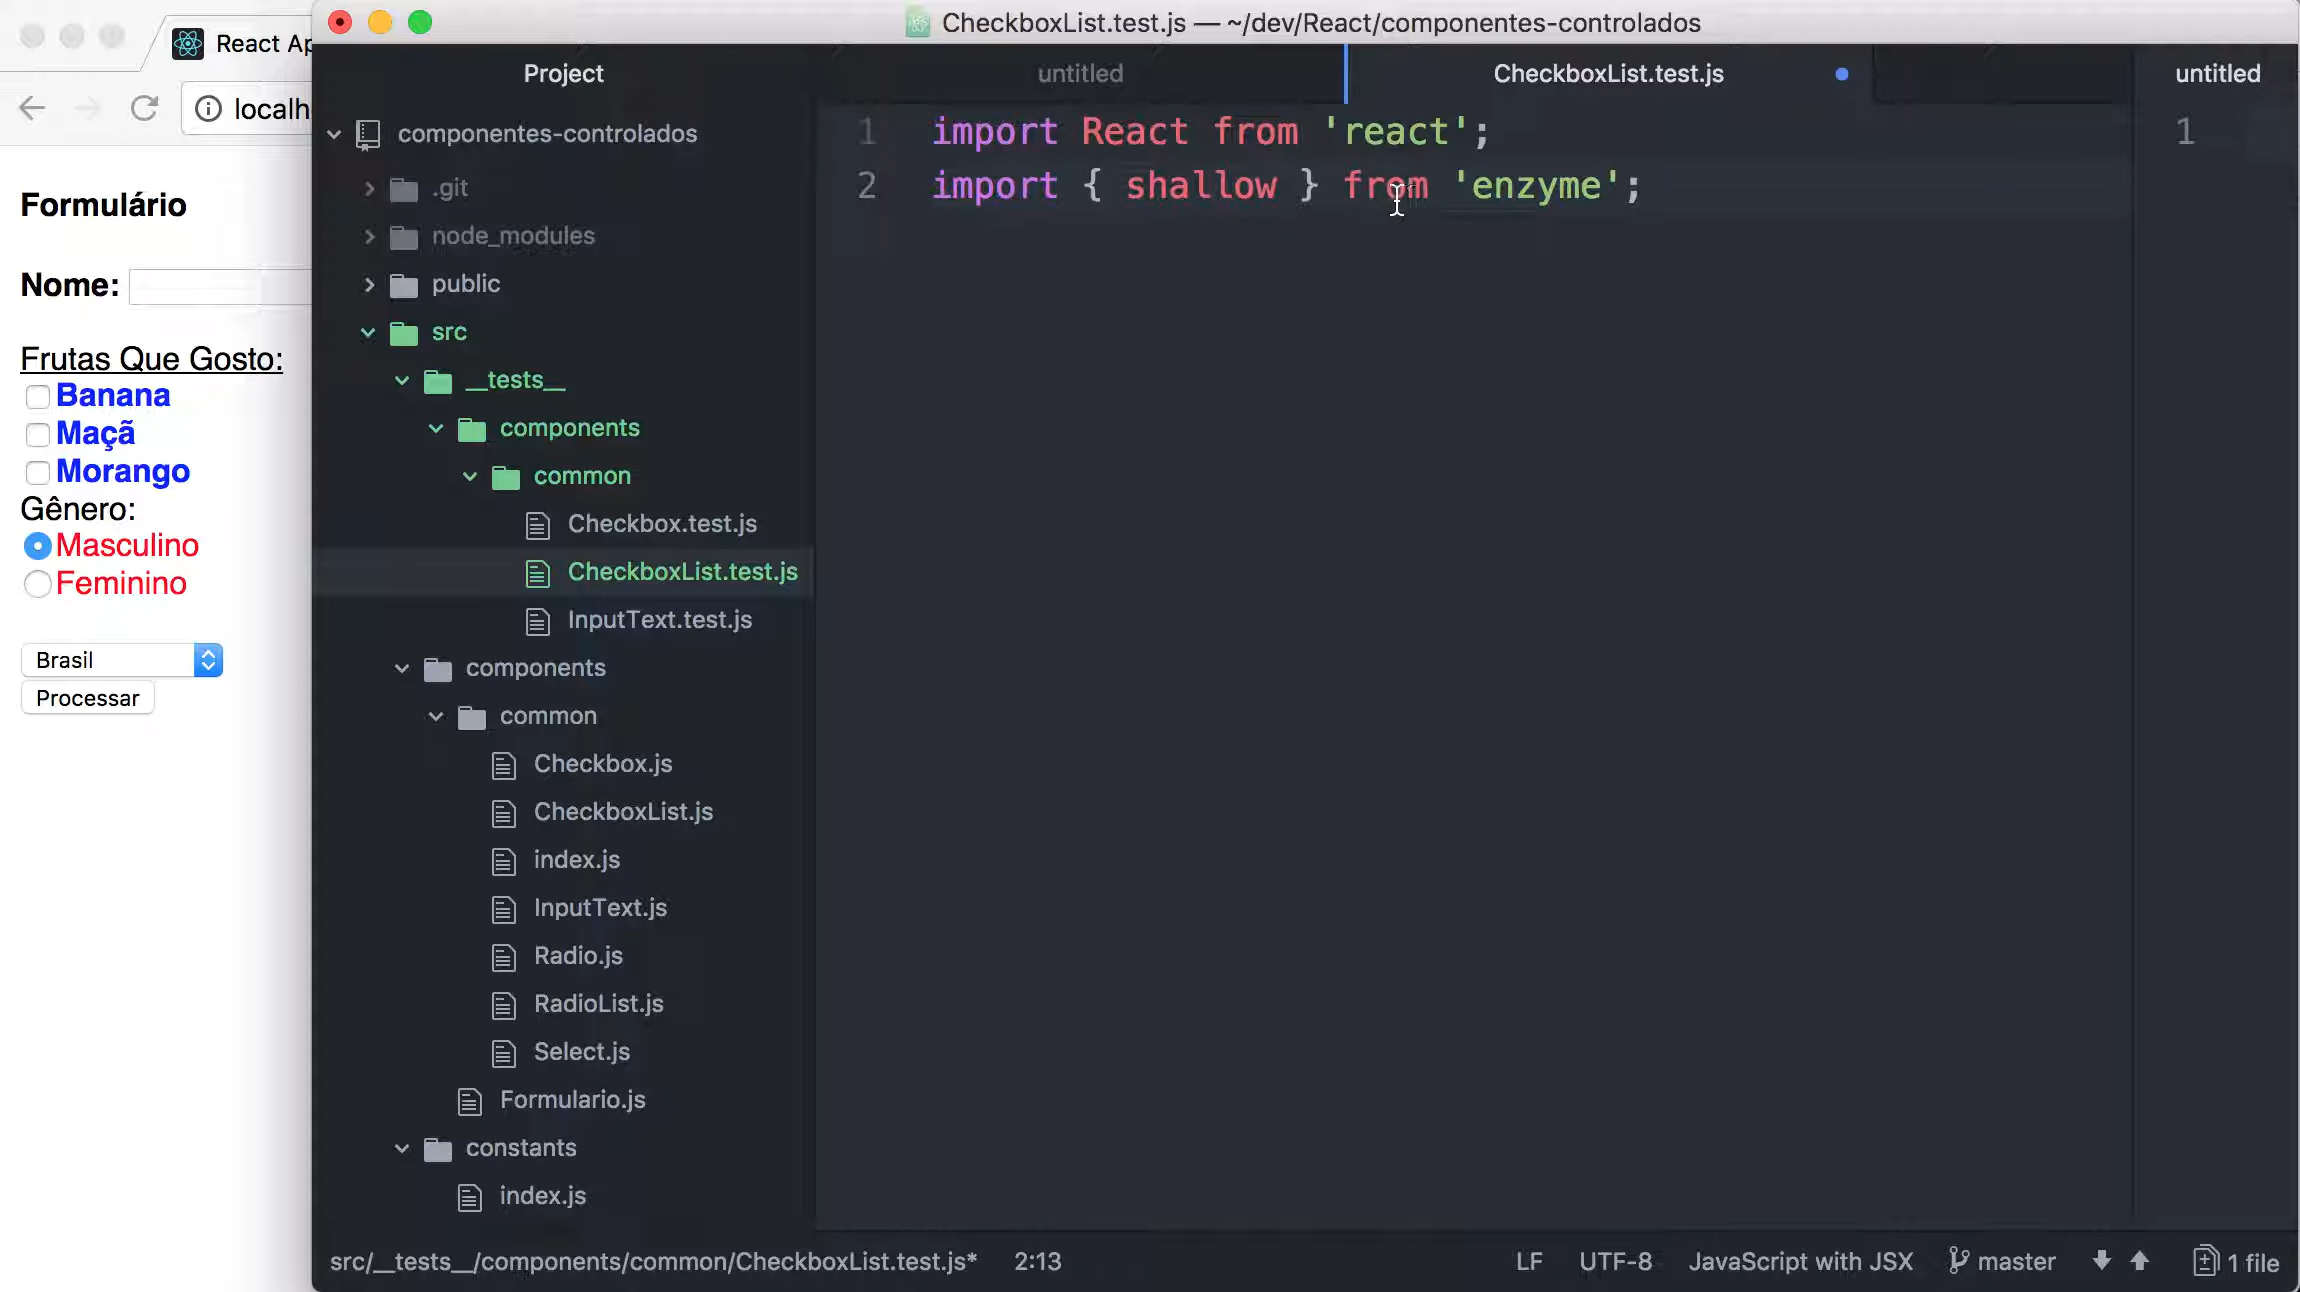 React Ap
localh
Formulário
Nome:
Frutas Que Gosto:
Banana
Maçã
Morango
Gênero:
Masculino
Feminino
Brasil
Processar
CheckboxList.test.js — ~/dev/React/componentes-controlados
Project
untitled
CheckboxList.test.js
untitled
componentes-controlados
.git
node_modules
public
src
__tests__
components
common
Checkbox.test.js
CheckboxList.test.js
InputText.test.js
components
common
Checkbox.js
CheckboxList.js
index.js
InputText.js
Radio.js
RadioList.js
Select.js
Formulario.js
constants
index.js
1 import React from 'react';
2 import { shallow } from 'enzyme';
1
src/__tests__/components/common/CheckboxList.test.js* 2:13
LF UTF-8 JavaScript with JSX master 1 file